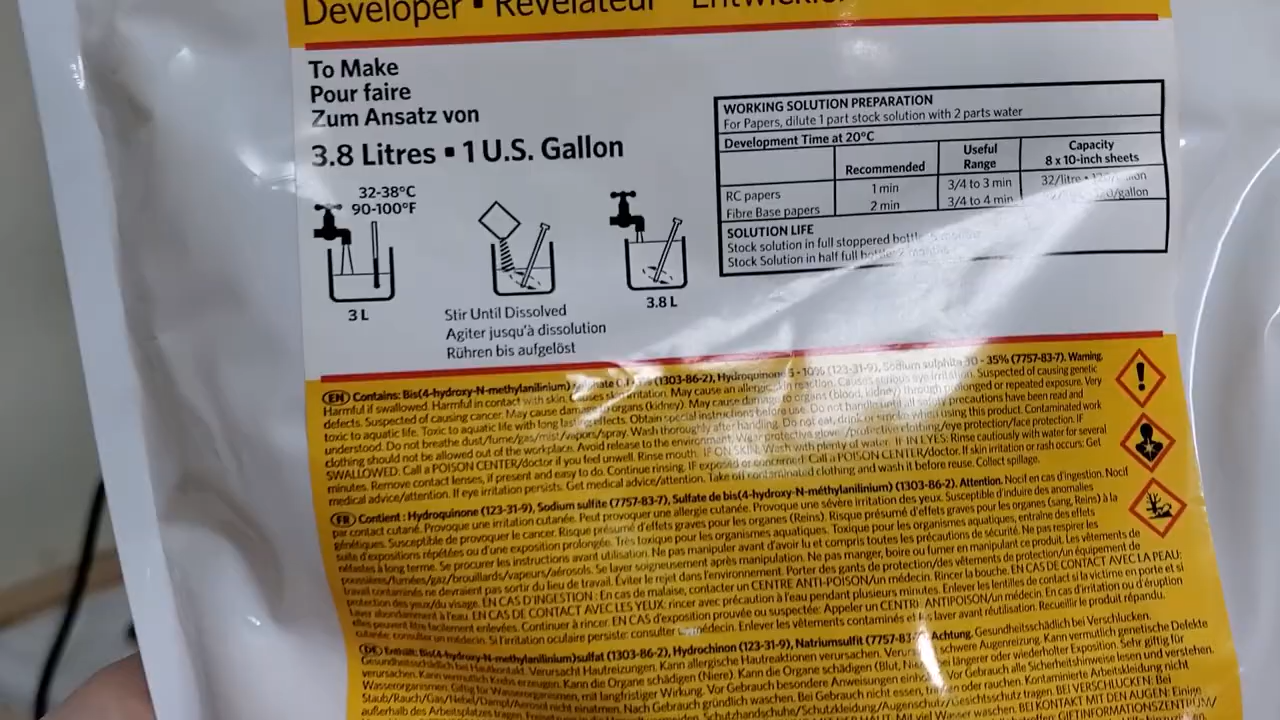 Developer • Révélateur
To Make
Pour faire
Zum Ansatz von
3.8 Litres ▪ 1 U.S. Gallon
32-38°C
90-100°F
3 L
Stir Until Dissolved
Agiter jusqu'à dissolution
Rühren bis aufgelöst
3.8 L
WORKING SOLUTION PREPARATION
For Papers, dilute 1 part stock solution with 2 parts water
Development Time at 20°C
Recommended
Useful
Range
Capacity
8 x 10-inch sheets
RC papers
1 min
3/4 to 3 min
32/litre
Fibre Base papers
2 min
3/4 to 4 min
/gallon
SOLUTION LIFE
Stock solution in full stoppered
Stock Solution in half full
EN Contains: Bis(4-hydroxy-N-methylanilinium) (1303-86-2), Hydroquinone 5 - 10% (123-31-9), Sodium sulphite 30 - 35% (7757-83-7). Warning.
Harmful if swallowed. Harmful in contact with skin. irritation. May cause an allergic skin reaction. Causes serious eye irritation. Suspected of causing genetic
defects. Suspected of causing cancer. May cause organs (kidney). May cause damage to organs (blood, kidney) through prolonged or repeated exposure. Very
toxic to aquatic life. Toxic to aquatic life with long effects. Obtain special instructions before use. Do not handle until all safety precautions have been read and
understood. Do not breathe dust/fume/gas/mist/vapors/spray. Wash thoroughly after handling. Do not eat, drink or smoke when using this product. Contaminated work
clothing should not be allowed out of the workplace. Avoid release to the environment. Wear protective gloves/protective clothing/eye protection/face protection. IF
SWALLOWED: Call a POISON CENTER/doctor if you feel unwell. Rinse mouth. IF ON SKIN: Wash with plenty of water. IF IN EYES: Rinse cautiously with water for several
minutes. Remove contact lenses, if present and easy to do. Continue rinsing. IF exposed or concerned: Call a POISON CENTER/doctor. If skin irritation or rash occurs: Get
medical advice/attention. If eye irritation persists: Get medical advice/attention. Take off contaminated clothing and wash it before reuse. Collect spillage.
FR Contient : Hydroquinone (123-31-9), Sodium sulfite (7757-83-7), Sulfate de bis(4-hydroxy-N-méthylanilinium) (1303-86-2). Attention. Nocif en cas d'ingestion. Nocif
par contact cutané. Provoque une irritation cutanée. Peut provoquer une allergie cutanée. Provoque une sévère irritation des yeux. Susceptible d'induire des anomalies
génétiques. Susceptible de provoquer le cancer. Risque présumé d'effets graves pour les organes (Reins). Risque présumé d'effets graves pour les organes (sang, Reins) à la
suite d'expositions répétées ou d'une exposition prolongée. Très toxique pour les organismes aquatiques. Toxique pour les organismes aquatiques, entraîne des effets
néfastes à long terme. Se procurer les instructions avant utilisation. Ne pas manipuler avant d'avoir lu et compris toutes les précautions de sécurité. Ne pas respirer les
poussières/fumées/gaz/brouillards/vapeurs/aérosols. Se laver soigneusement après manipulation. Ne pas manger, boire ou fumer en manipulant ce produit. Les vêtements de
travail contaminés ne devraient pas sortir du lieu de travail. Éviter le rejet dans l'environnement. Porter des gants de protection/des vêtements de protection/un équipement de
protection des yeux/du visage. EN CAS D'INGESTION : En cas de malaise, contacter un CENTRE ANTI-POISON/un médecin. Rincer la bouche. EN CAS DE CONTACT AVEC LA PEAU:
laver abondamment à l'eau. EN CAS DE CONTACT AVEC LES YEUX: rincer avec précaution à l'eau pendant plusieurs minutes. Enlever les lentilles de contact si la victime en porte et si
elles peuvent être facilement enlevées. Continuer à rincer. EN CAS d'exposition prouvée ou suspectée: Appeler un CENTRE ANTIPOISON/un médecin. En cas d'irritation ou d'éruption
cutanée: consulter un médecin. Si l'irritation oculaire persiste: consulter médecin. Enlever les vêtements contaminés et les laver avant réutilisation. Recueillir le produit répandu.
DE Enthält: Bis(4-hydroxy-N-methylanilinium)sulfat (1303-86-2), Hydrochinon (123-31-9), Natriumsulfit (7757-83-7). Achtung. Gesundheitsschädlich bei Verschlucken.
Gesundheitsschädlich bei Hautkontakt. Verursacht Hautreizungen. Kann allergische Hautreaktionen verursachen. schwere Augenreizung. Kann vermutlich genetische Defekte
verursachen. Kann vermutlich Krebs erzeugen. Kann die Organe schädigen (Niere). Kann die Organe schädigen (Blut, längerer oder wiederholter Exposition. Sehr giftig für
Wasserorganismen. Giftig für Wasserorganismen, mit langfristiger Wirkung. Vor Gebrauch besondere Anweisungen Vor Gebrauch alle Sicherheitshinweise lesen und verstehen.
Staub/Rauch/Gas/Nebel/Dampf/Aerosol nicht einatmen. Nach Gebrauch gründlich waschen. Bei Gebrauch nicht essen, oder rauchen. Kontaminierte Arbeitskleidung nicht
außerhalb des Arbeitsplatzes tragen. Schutzhandschuhe/Schutzkleidung/Augenschutz/Gesichtsschutz tragen. BEI VERSCHLUCKEN: Bei
Mit viel Wasser waschen. BEI KONTAKT MIT DEN AUGEN: Einige
GIFTINFORMATIONSZENTRUM/